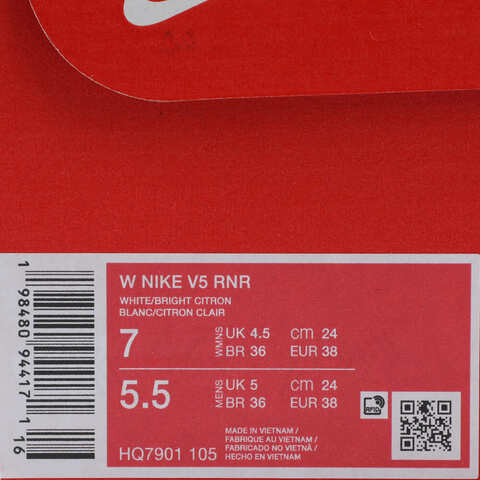 W NIKE V5 RNR
WHITE/BRIGHT CITRON
BLANC/CITRON CLAIR
7 WMNS UK 4.5 cm 24
BR 36 EUR 38
5.5 MENS UK 5 cm 24
BR 36 EUR 38
HQ7901 105
MADE IN VIETNAM /
FABRIQUE AU VIETNAM /
FABRICADO NO VIETNÃ /
HECHO EN VIETNAM
RFID
1 98480 94417 1 16